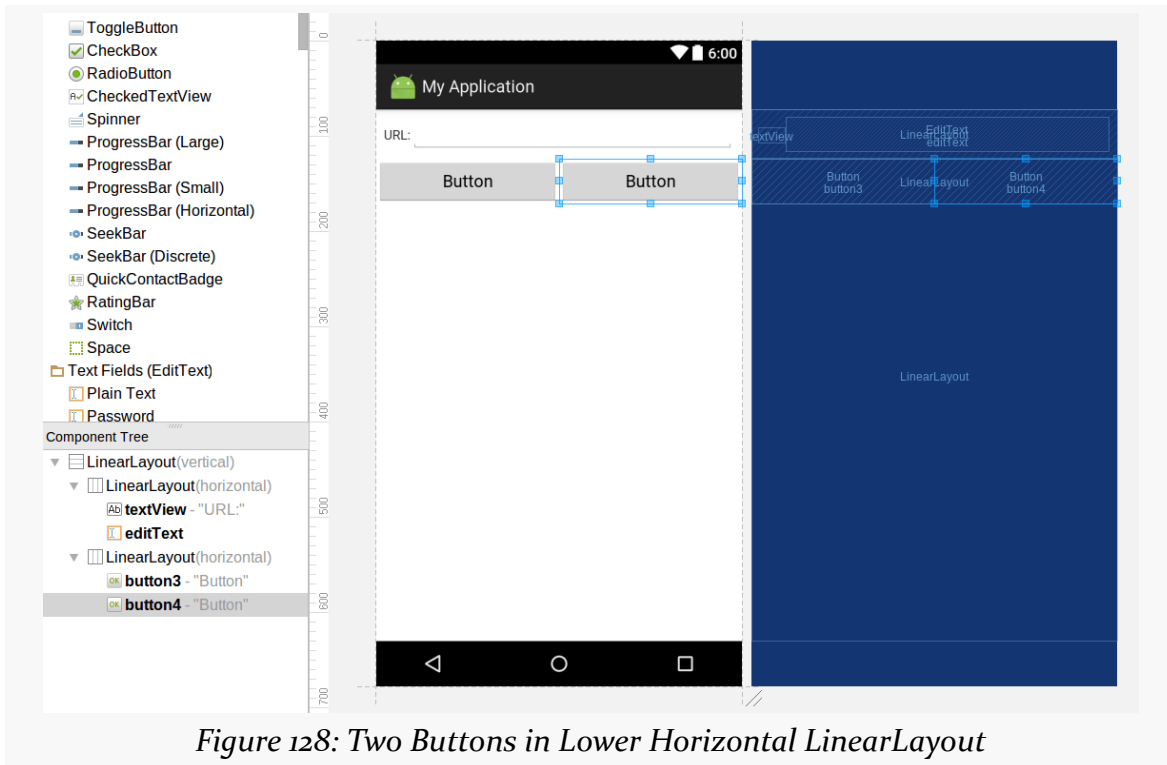 ToggleButton
CheckBox
RadioButton
CheckedTextView
Spinner
ProgressBar (Large)
ProgressBar
ProgressBar (Small)
ProgressBar (Horizontal)
SeekBar
SeekBar (Discrete)
QuickContactBadge
RatingBar
Switch
Space
Text Fields (EditText)
Plain Text
Password
Component Tree
LinearLayout(vertical)
LinearLayout(horizontal)
Ab textView - "URL:"
editText
LinearLayout(horizontal)
OK button3 - "Button"
OK button4 - "Button"
0
100
200
300
400
500
600
700
6:00
My Application
URL:
Button Button
textView LinearLayout EditText
editText
Button LinearLayout Button
button3 button4
LinearLayout
Figure 128: Two Buttons in Lower Horizontal LinearLayout